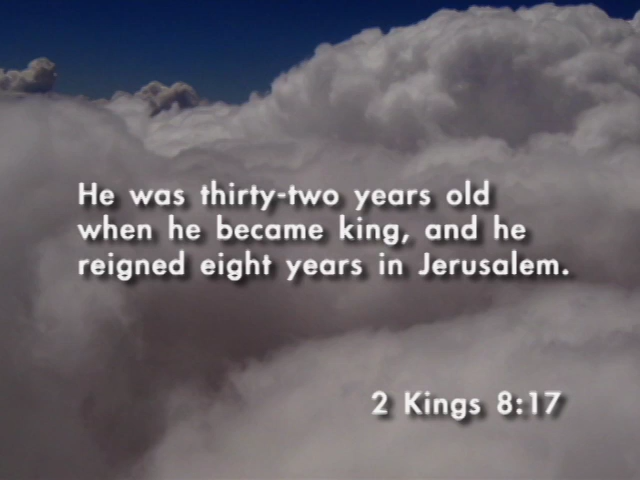 He was thirty-two years old
when he became king, and he
reigned eight years in Jerusalem.
2 Kings 8:17